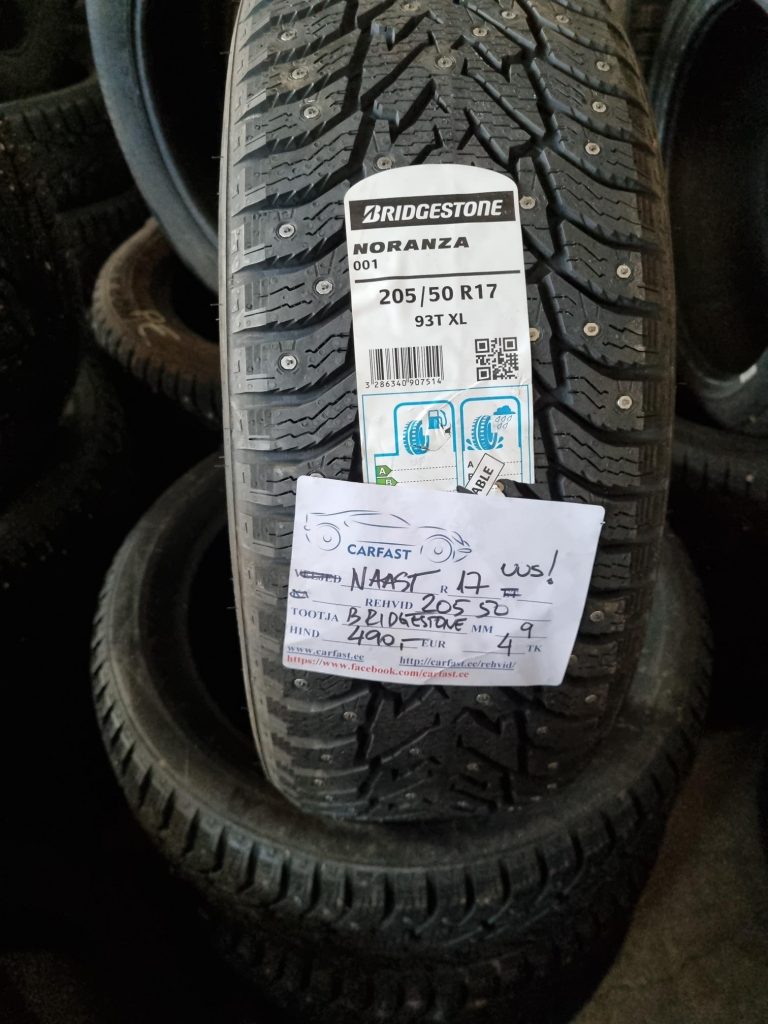 BRIDGESTONE
NORANZA
001
205/50 R17
93T XL
3 286340 907514
A
B
A
ABLE
CARFAST
NAAST R 17 UUS!
REHVID 205 50
TOOTJA BRIDGESTONE MM 9
HIND 490,- EUR 4 TK
www.carfast.ee http://carfast.ee/rehvid/
https://www.facebook.com/carfast.ee